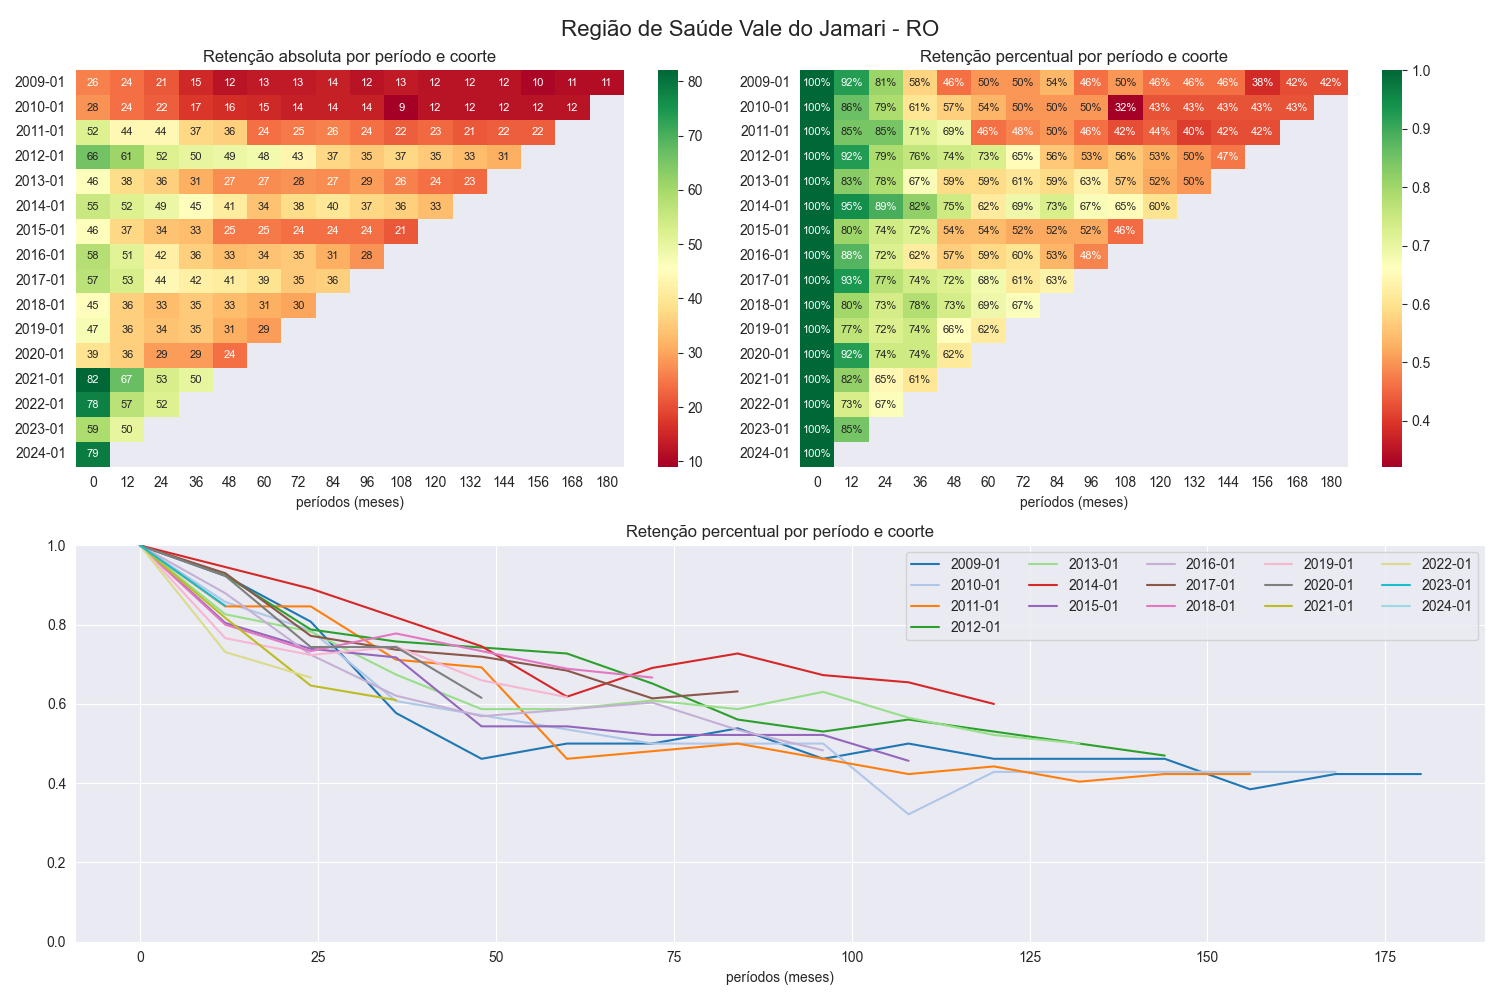 Região de Saúde Vale do Jamari - RO
Retenção absoluta por período e coorte
2009-01 26 24 21 15 12 13 13 14 12 13 12 12 12 10 11 11
2010-01 28 24 22 17 16 15 14 14 14 9 12 12 12 12 12
2011-01 52 44 44 37 36 24 25 26 24 22 23 21 22 22
2012-01 66 61 52 50 49 48 43 37 35 37 35 33 31
2013-01 46 38 36 31 27 27 28 27 29 26 24 23
2014-01 55 52 49 45 41 34 38 40 37 36 33
2015-01 46 37 34 33 25 25 24 24 24 21
2016-01 58 51 42 36 33 34 35 31 28
2017-01 57 53 44 42 41 39 35 36
2018-01 45 36 33 35 33 31 30
2019-01 47 36 34 35 31 29
2020-01 39 36 29 29 24
2021-01 82 67 53 50
2022-01 78 57 52
2023-01 59 50
2024-01 79
0 12 24 36 48 60 72 84 96 108 120 132 144 156 168 180
períodos (meses)
80
70
60
50
40
30
20
10
Retenção percentual por período e coorte
2009-01 100% 92% 81% 58% 46% 50% 50% 54% 46% 50% 46% 46% 46% 38% 42% 42%
2010-01 100% 86% 79% 61% 57% 54% 50% 50% 50% 32% 43% 43% 43% 43% 43%
2011-01 100% 85% 85% 71% 69% 46% 48% 50% 46% 42% 44% 40% 42% 42%
2012-01 100% 92% 79% 76% 74% 73% 65% 56% 53% 56% 53% 50% 47%
2013-01 100% 83% 78% 67% 59% 59% 61% 59% 63% 57% 52% 50%
2014-01 100% 95% 89% 82% 75% 62% 69% 73% 67% 65% 60%
2015-01 100% 80% 74% 72% 54% 54% 52% 52% 52% 46%
2016-01 100% 88% 72% 62% 57% 59% 60% 53% 48%
2017-01 100% 93% 77% 74% 72% 68% 61% 63%
2018-01 100% 80% 73% 78% 73% 69% 67%
2019-01 100% 77% 72% 74% 66% 62%
2020-01 100% 92% 74% 74% 62%
2021-01 100% 82% 65% 61%
2022-01 100% 73% 67%
2023-01 100% 85%
2024-01 100%
0 12 24 36 48 60 72 84 96 108 120 132 144 156 168 180
períodos (meses)
1.0
0.9
0.8
0.7
0.6
0.5
0.4
Retenção percentual por período e coorte
1.0
0.8
0.6
0.4
0.2
0.0
2009-01 2013-01 2016-01 2019-01 2022-01
2010-01 2014-01 2017-01 2020-01 2023-01
2011-01 2015-01 2018-01 2021-01 2024-01
2012-01
0 25 50 75 100 125 150 175
períodos (meses)